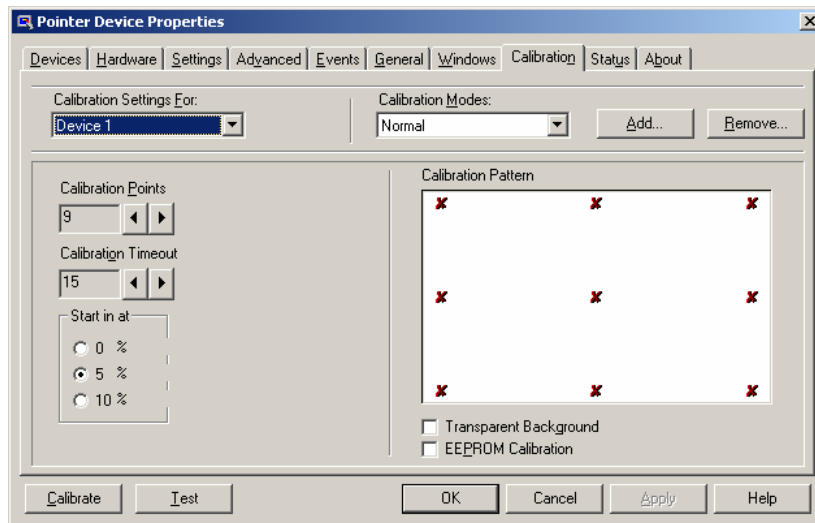 Pointer Device Properties
Devices Hardware Settings Advanced Events General Windows Calibration Status About
Calibration Settings For: Calibration Modes:
Device 1 Normal Add... Remove...
Calibration Points Calibration Pattern
9
Calibration Timeout
15
Start in at
0 %
5 %
10 %
Transparent Background
EEPROM Calibration
Calibrate Test OK Cancel Apply Help